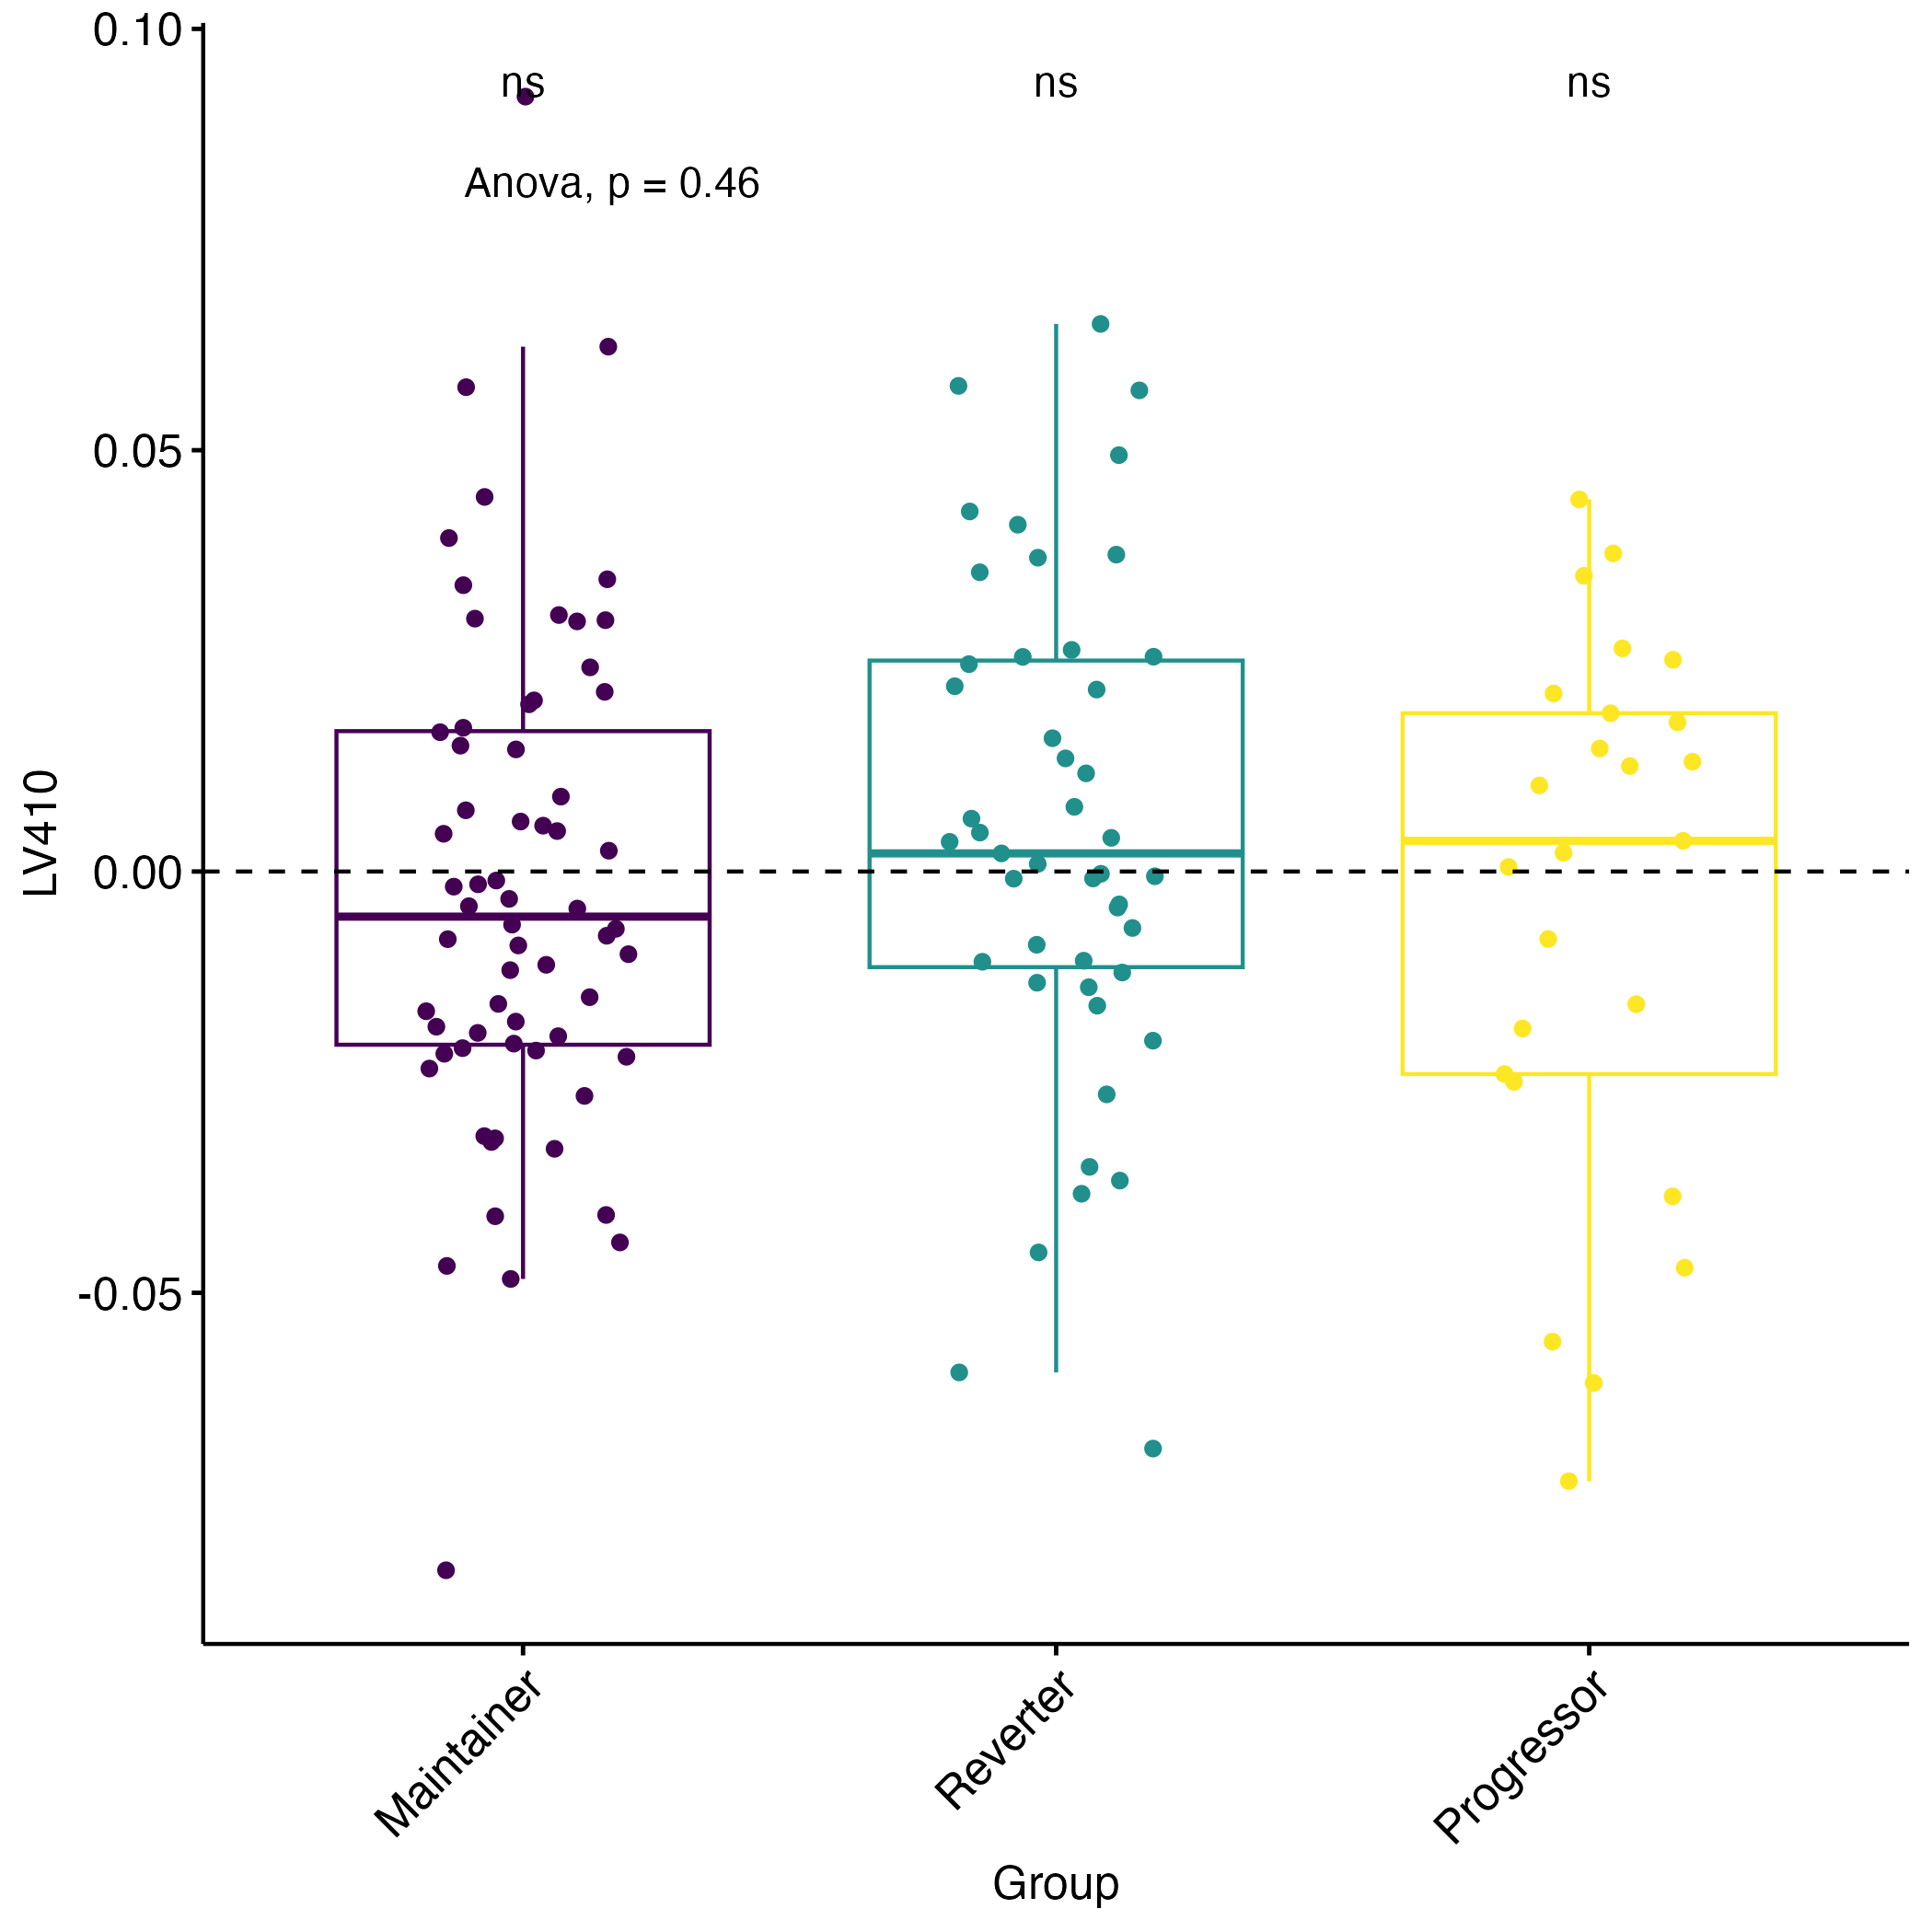 0.10
ns
ns
ns
Anova, p = 0.46
0.05
LV410
0.00
-0.05
Maintainer
Reverter
Progressor
Group